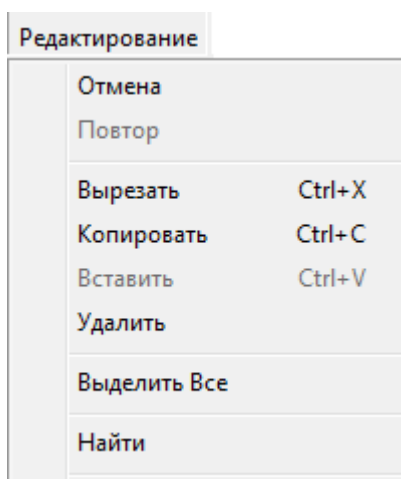 Редактирование
Отмена
Повтор
Вырезать Ctrl+X
Копировать Ctrl+C
Вставить Ctrl+V
Удалить
Выделить Все
Найти